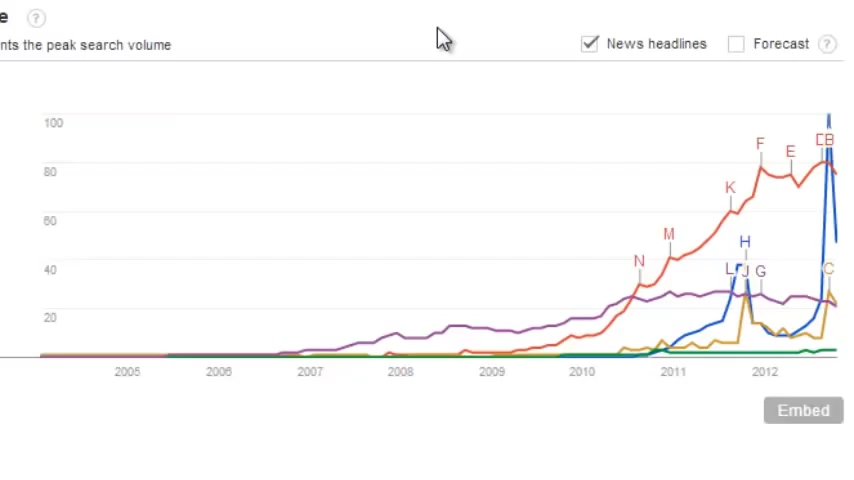 e ?
nts the peak search volume
News headlines Forecast ?
100
80
60
40
20
F
E
D B
K
M
H
N
L J G
C
2005 2006 2007 2008 2009 2010 2011 2012
Embed